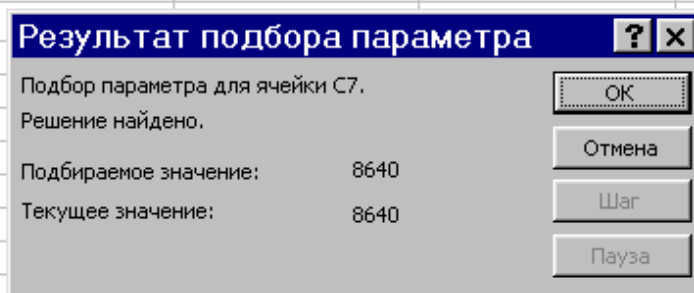 Результат подбора параметра
Подбор параметра для ячейки C7.
Решение найдено.
Подбираемое значение: 8640
Текущее значение: 8640
ОК
Отмена
Шаг
Пауза